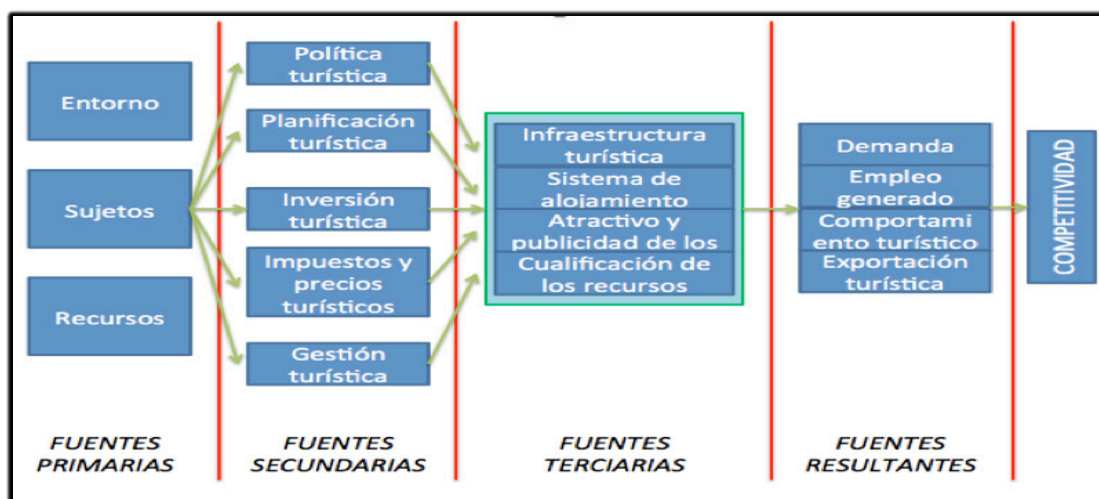 Entorno
Sujetos
Recursos
FUENTES
PRIMARIAS
Política
turística
Planificación
turística
Inversión
turística
Impuestos y
precios
turísticos
Gestión
turística
FUENTES
SECUNDARIAS
Infraestructura
turística
Sistema de
alojamiento
Atractivo y
publicidad de los
Cualificación de
los recursos
FUENTES
TERCIARIAS
Demanda
Empleo
generado
Comportami
ento turístico
Exportación
turística
FUENTES
RESULTANTES
COMPETITIVIDAD